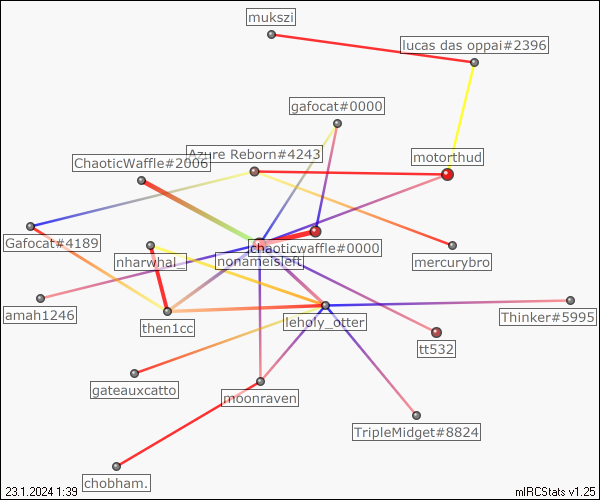 mukszi
lucas das oppai#2396
gafocat#0000
Azure Reborn#4243
motorthud
ChaoticWaffle#2006
Gafocat#4189
chaoticwaffle#0000
nharwhal_
nonameisleft
mercurybro
amah1246
then1cc
leholy_otter
Thinker#5995
tt532
gateauxcatto
moonraven
TripleMidget#8824
chobham.
23.1.2024 1:39
mIRCStats v1.25